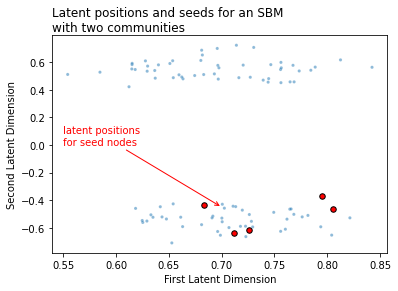 Latent positions and seeds for an SBM
with two communities
Second Latent Dimension
0.6
0.4
0.2
0.0
−0.2
−0.4
−0.6
latent positions
for seed nodes
0.55
0.60
0.65
0.70
0.75
0.80
0.85
First Latent Dimension